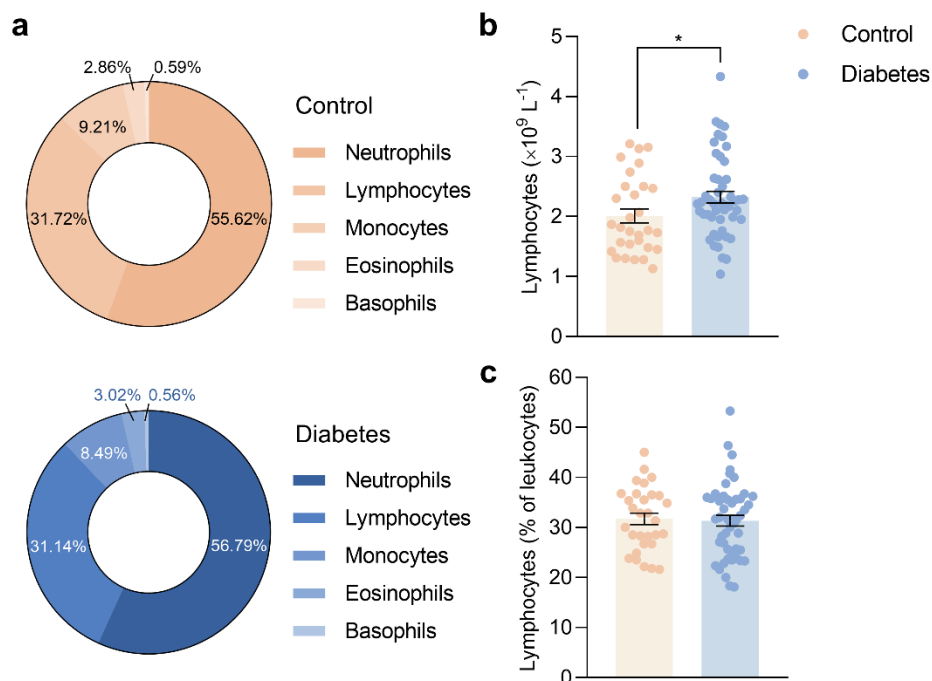 a
2.86%
0.59%
9.21%
31.72%
55.62%
Control
Neutrophils
Lymphocytes
Monocytes
Eosinophils
Basophils
3.02%
0.56%
8.49%
31.14%
56.79%
Diabetes
Neutrophils
Lymphocytes
Monocytes
Eosinophils
Basophils
b
Lymphocytes (×10⁹ L⁻¹)
5
4
3
2
1
0
*
Control
Diabetes
c
Lymphocytes (% of leukocytes)
60
50
40
30
20
10
0